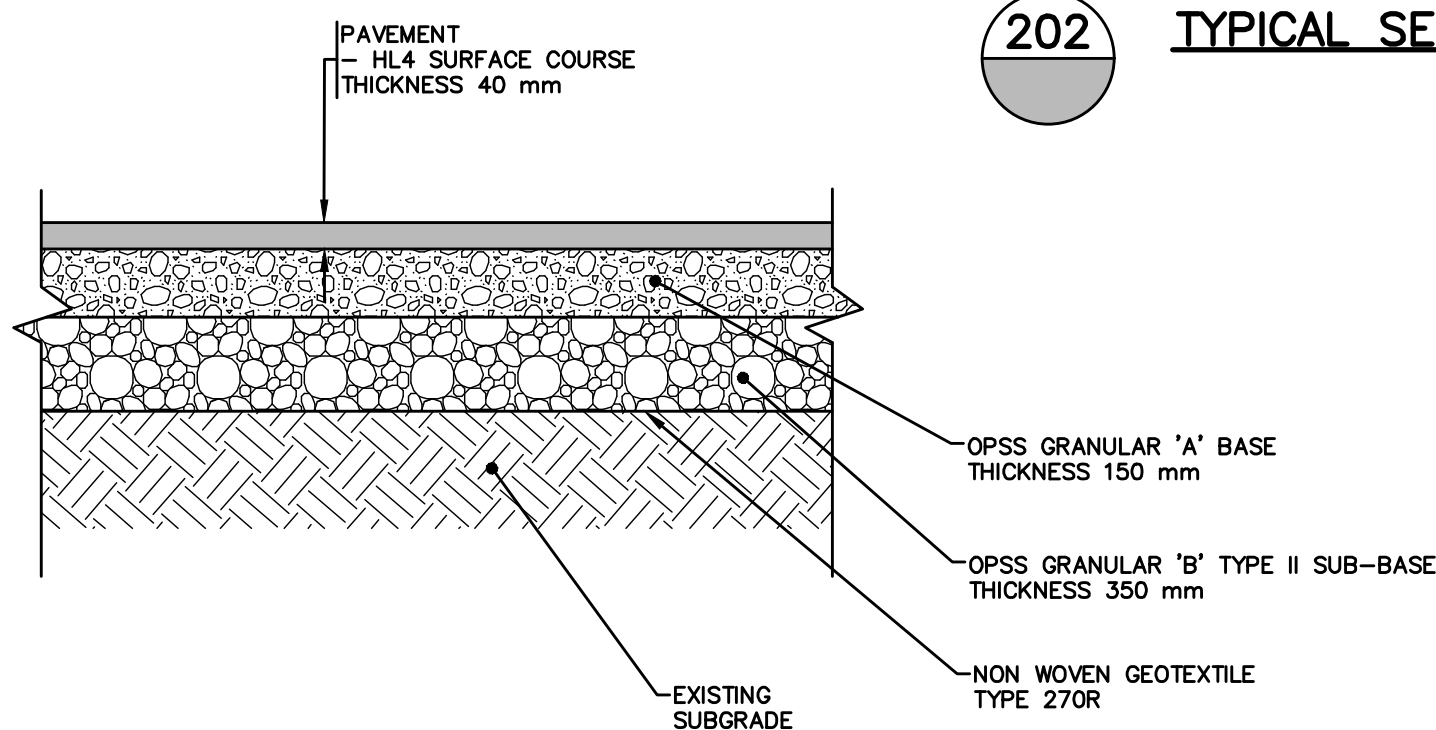 202
TYPICAL SE
PAVEMENT
- HL4 SURFACE COURSE
THICKNESS 40 mm
OPSS GRANULAR 'A' BASE
THICKNESS 150 mm
OPSS GRANULAR 'B' TYPE II SUB-BASE
THICKNESS 350 mm
NON WOVEN GEOTEXTILE
TYPE 270R
EXISTING
SUBGRADE